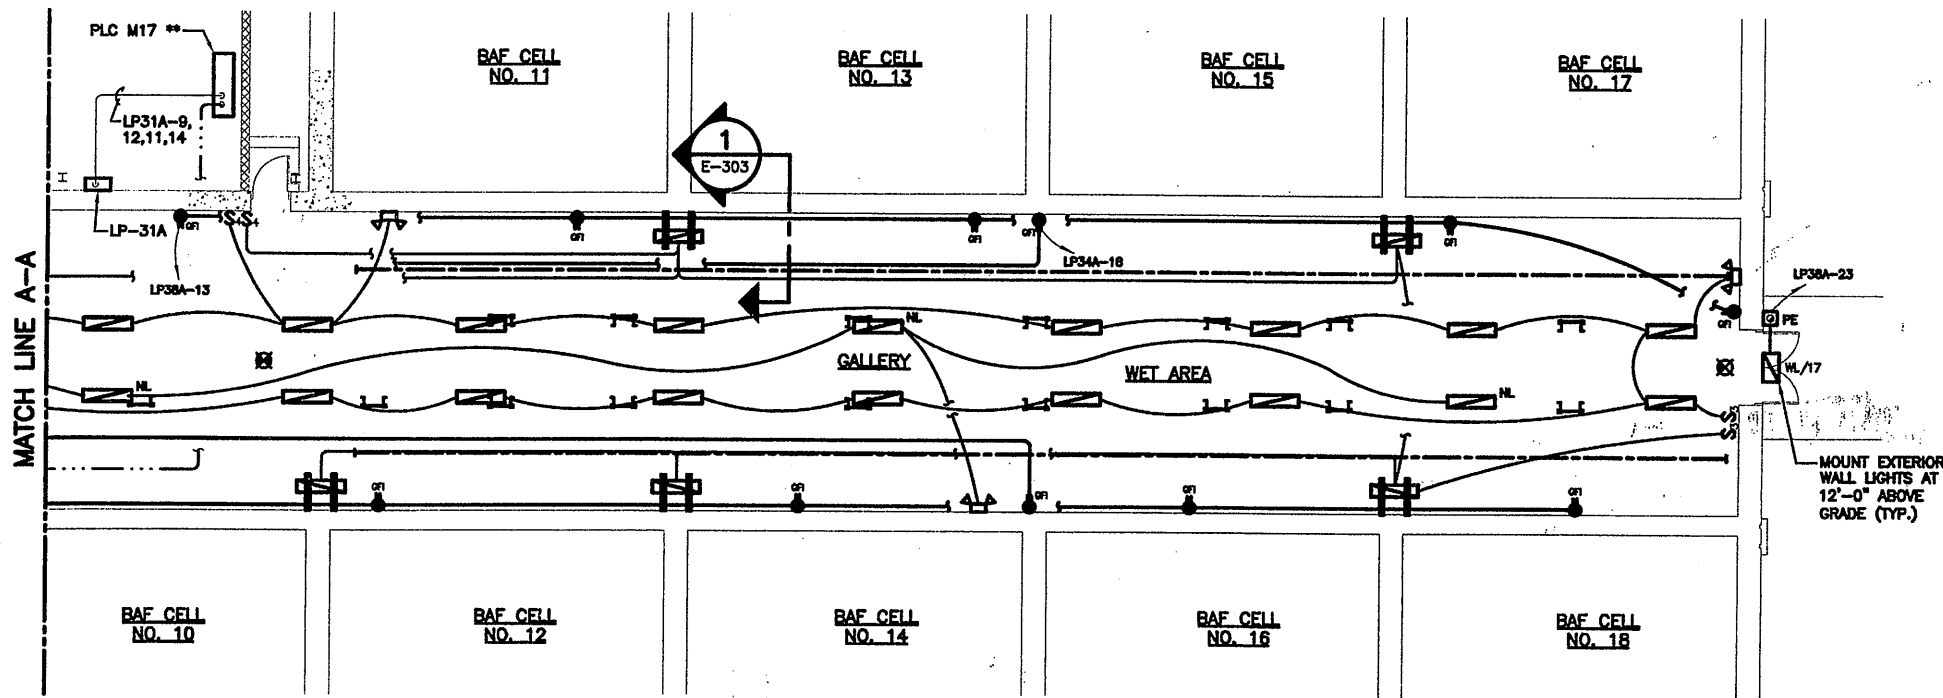 PLC M17 **
BAF CELL
NO. 11
BAF CELL
NO. 13
BAF CELL
NO. 15
BAF CELL
NO. 17
LP31A-9,
12,11,14
1
E-303
LP-31A
GFI
S4 S4
GFI
GFI
GFI
GFI
LP38A-13
LP34A-18
LP38A-23
GFI
PE
MATCH LINE A-A
NL
GALLERY
WET AREA
WL/17
NL
NL
S3
S3
MOUNT EXTERIOR
WALL LIGHTS AT
12'-0" ABOVE
GRADE (TYP.)
GFI
GFI
GFI
GFI
GFI
BAF CELL
NO. 10
BAF CELL
NO. 12
BAF CELL
NO. 14
BAF CELL
NO. 16
BAF CELL
NO. 18